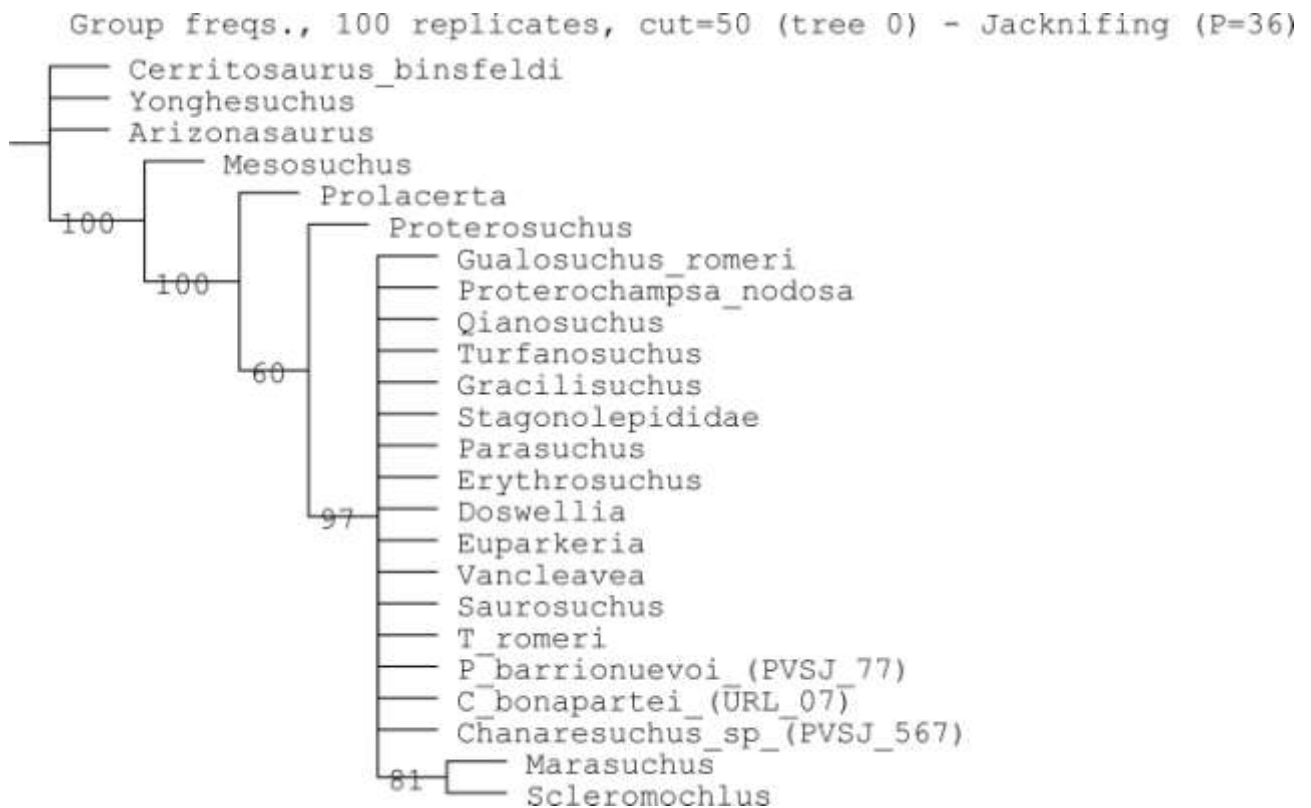 Group freqs., 100 replicates, cut=50 (tree 0) - Jacknifing (P=36)
Cerritosaurus_binsfeldi
Yonghesuchus
Arizonasaurus
Mesosuchus
Prolacerta
100
Proterosuchus
Gualosuchus_romeri
100
Proterochampsa_nodosa
Qianosuchus
Turfanosuchus
60
Gracilisuchus
Stagonolepididae
Parasuchus
Erythrosuchus
Doswellia
97
Euparkeria
Vancleavea
Saurosuchus
T_romeri
P_barrionuevoi_(PVSJ_77)
C_bonapartei_(URL_07)
Chanaresuchus_sp_(PVSJ_567)
Marasuchus
81
Scleromochlus